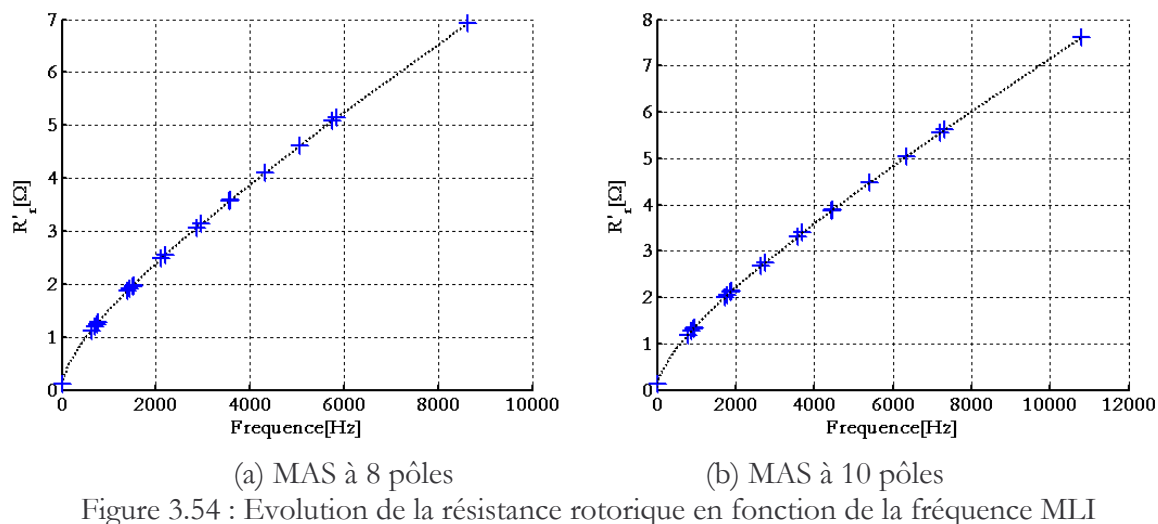 7
6
5
4
3
2
1
0
R'r[Ω]
0 2000 4000 6000 8000 10000
Frequence[Hz]
8
7
6
5
4
3
2
1
0
R'r[Ω]
0 2000 4000 6000 8000 10000 12000
Frequence[Hz]
(a) MAS à 8 pôles
(b) MAS à 10 pôles
Figure 3.54 : Evolution de la résistance rotorique en fonction de la fréquence MLI